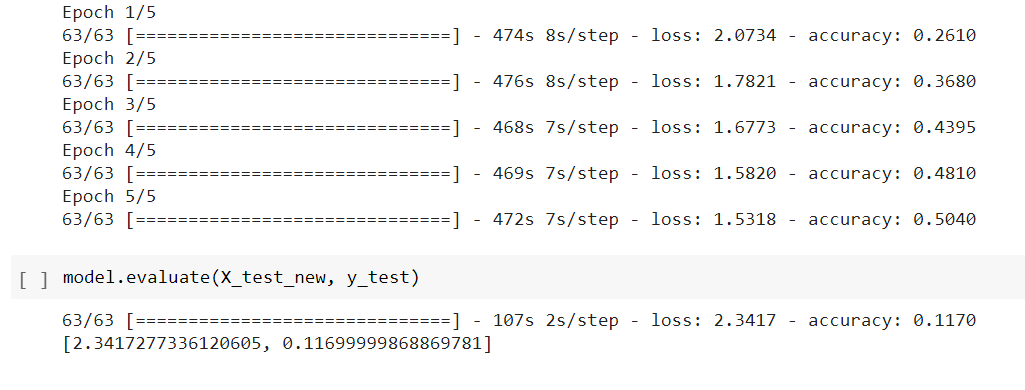 Epoch 1/5
63/63 [==============================] - 474s 8s/step - loss: 2.0734 - accuracy: 0.2610
Epoch 2/5
63/63 [==============================] - 476s 8s/step - loss: 1.7821 - accuracy: 0.3680
Epoch 3/5
63/63 [==============================] - 468s 7s/step - loss: 1.6773 - accuracy: 0.4395
Epoch 4/5
63/63 [==============================] - 469s 7s/step - loss: 1.5820 - accuracy: 0.4810
Epoch 5/5
63/63 [==============================] - 472s 7s/step - loss: 1.5318 - accuracy: 0.5040
[ ] model.evaluate(X_test_new, y_test)
63/63 [==============================] - 107s 2s/step - loss: 2.3417 - accuracy: 0.1170
[2.3417277336120605, 0.11699999868869781]